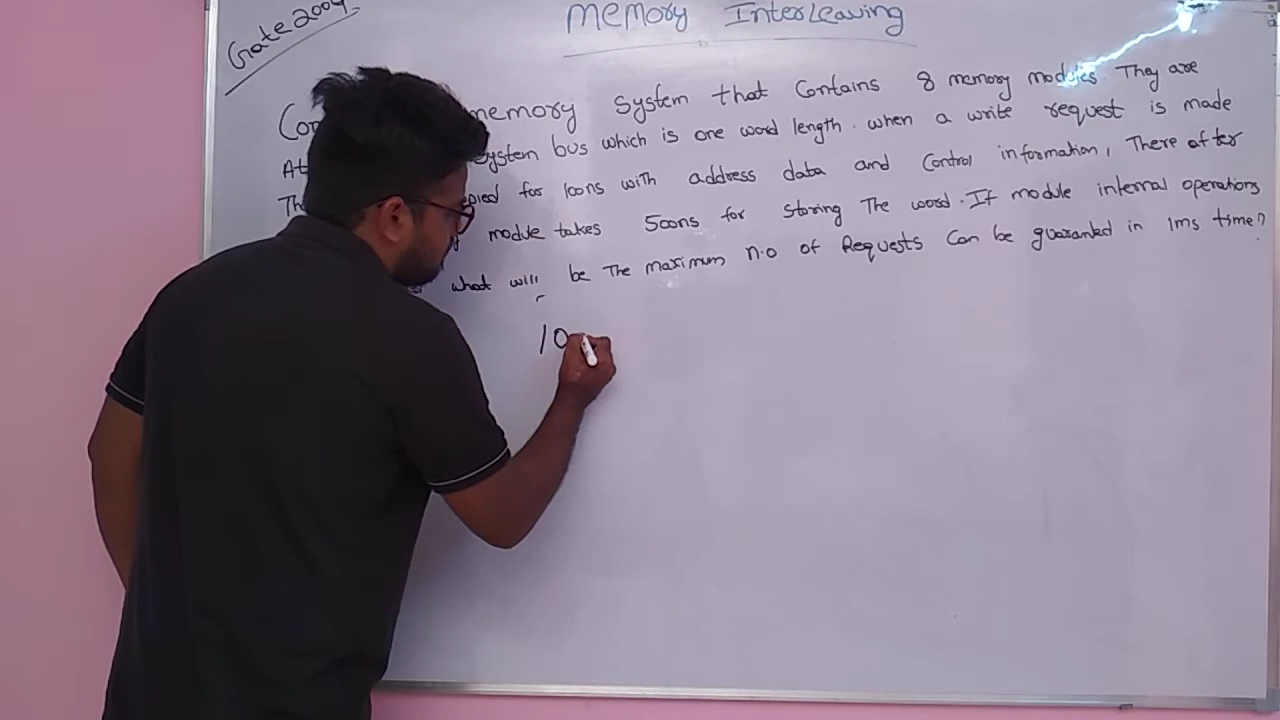 Gate 2009
Memory Interleaving
memory System that Contains 8 memory modules They are
System bus which is one word length. when a write request is made
for 100ns with address data and Control information, There after
module takes 500ns for storing The word. If module internal operations
what will be The maximum n.o of Requests Can be guaranted in 1ms time?
10